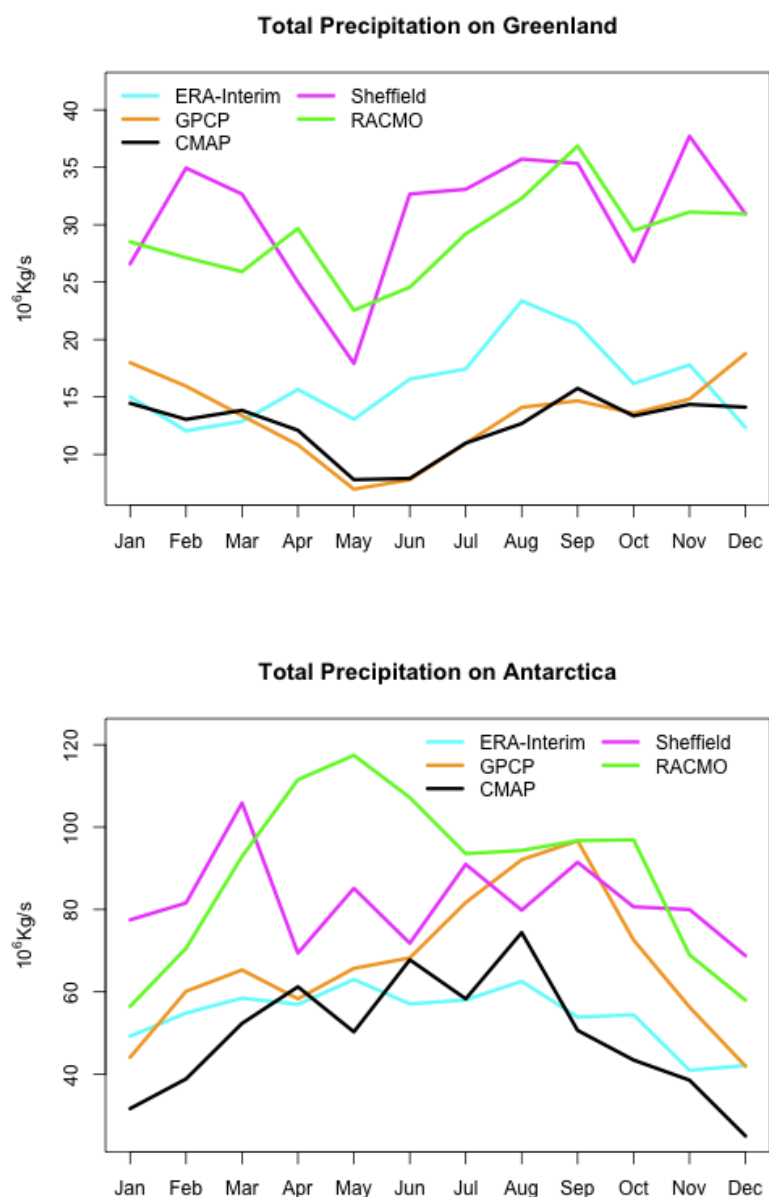 Total Precipitation on Greenland
ERA-Interim Sheffield
GPCP RACMO
CMAP
40
35
30
25
20
15
10
10⁶Kg/s
Jan Feb Mar Apr May Jun Jul Aug Sep Oct Nov Dec
Total Precipitation on Antarctica
ERA-Interim Sheffield
GPCP RACMO
CMAP
120
100
80
60
40
10⁶Kg/s
Jan Feb Mar Apr May Jun Jul Aug Sep Oct Nov Dec